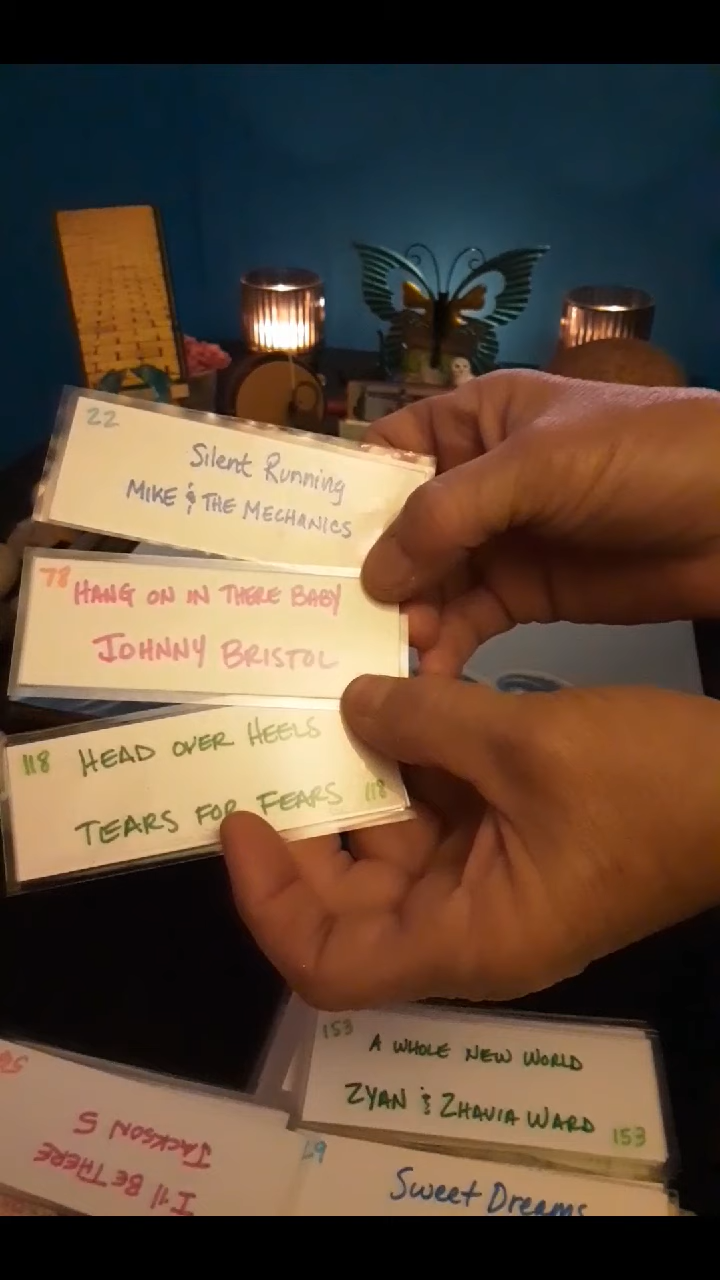 22
Silent Running
MIKE & THE MECHANICS
78
HANG ON IN THERE BABY
JOHNNY BRISTOL
118
HEAD OVER HEELS
TEARS FOR FEARS
118
153
A WHOLE NEW WORLD
ZYAN & ZHAVIA WARD
153
I'll BE THERE
JACKSON 5
Sweet Dreams